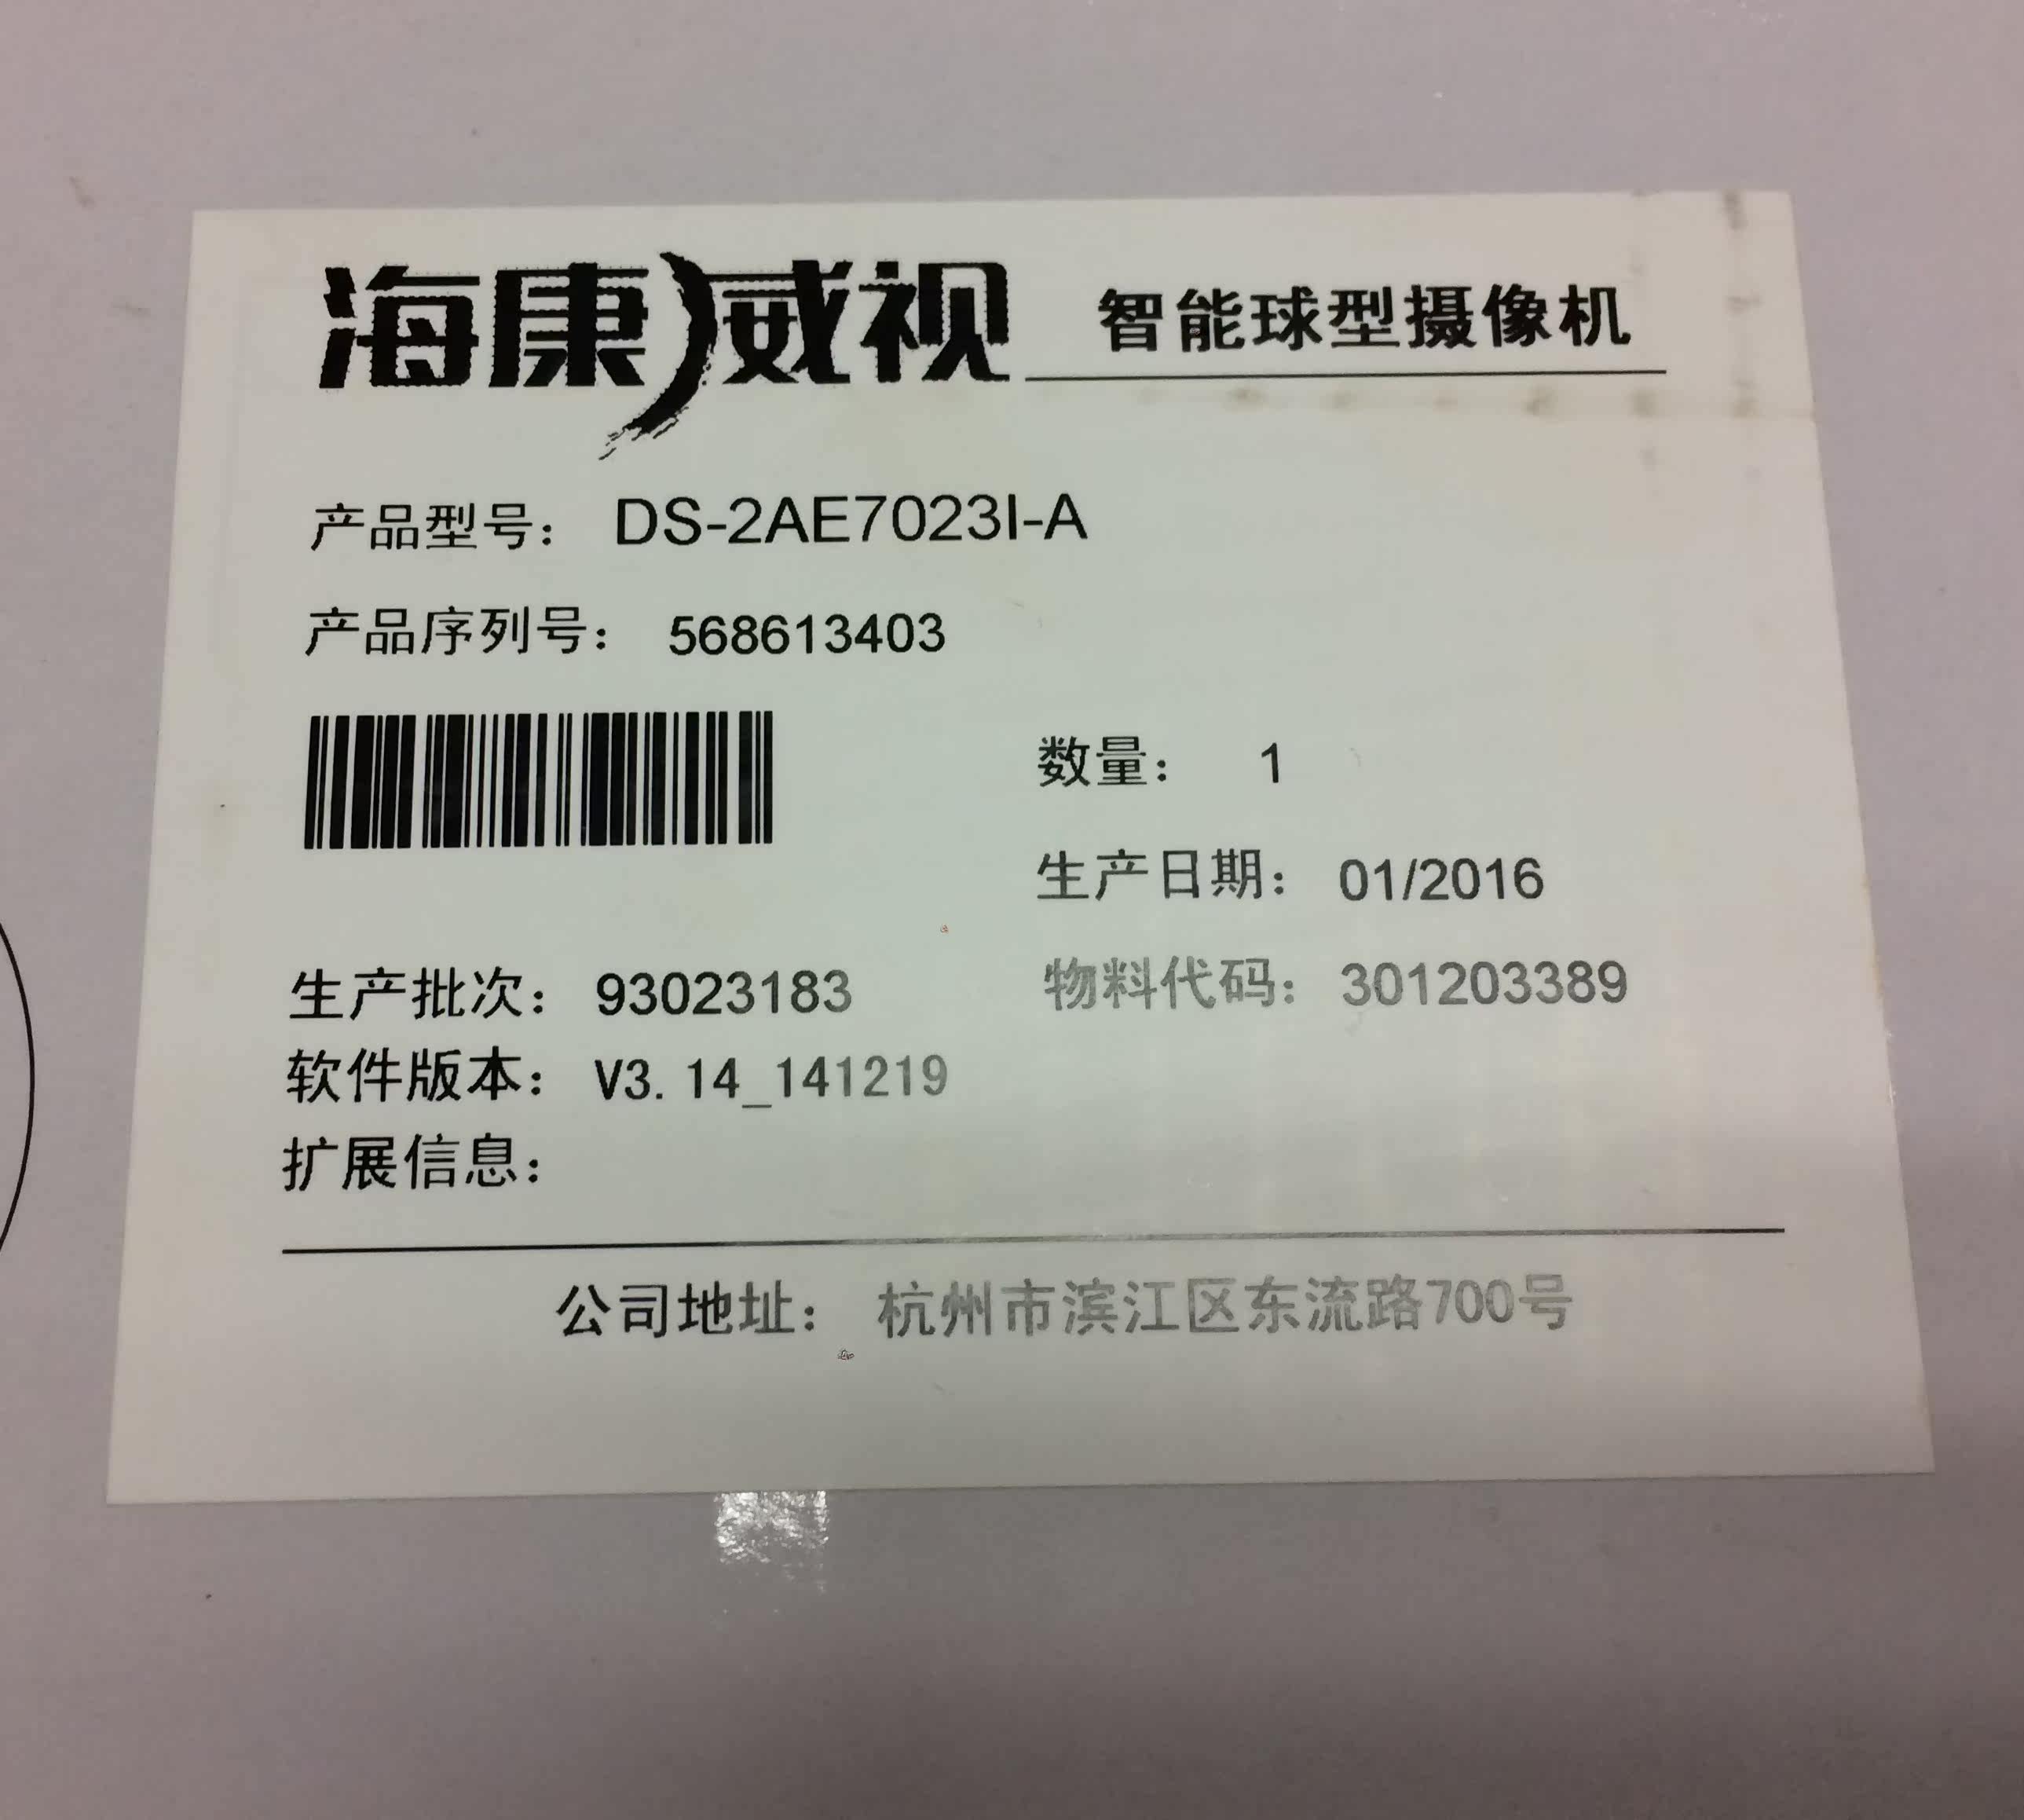 海康威视 智能球型摄像机
产品型号： DS-2AE7023I-A
产品序列号： 568613403
数量： 1
生产日期： 01/2016
生产批次： 93023183 物料代码： 301203389
软件版本： V3.14_141219
扩展信息：
公司地址： 杭州市滨江区东流路700号